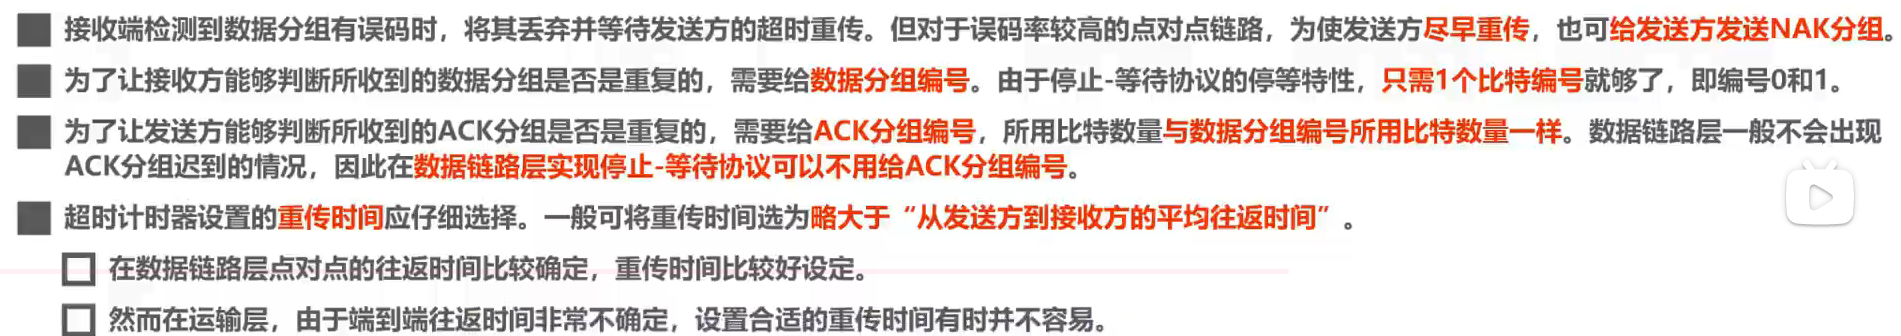 接收端检测到数据分组有误码时，将其丢弃并等待发送方的超时重传。但对于误码率较高的点对点链路，为使发送方尽早重传，也可给发送方发送NAK分组。
为了让接收方能够判断所收到的数据分组是否是重复的，需要给数据分组编号。由于停止-等待协议的停等特性，只需1个比特编号就够了，即编号0和1。
为了让发送方能够判断所收到的ACK分组是否是重复的，需要给ACK分组编号，所用比特数量与数据分组编号所用比特数量一样。数据链路层一般不会出现
ACK分组迟到的情况，因此在数据链路层实现停止-等待协议可以不用给ACK分组编号。
超时计时器设置的重传时间应仔细选择。一般可将重传时间选为略大于“从发送方到接收方的平均往返时间”。
在数据链路层点对点的往返时间比较确定，重传时间比较好设定。
然而在运输层，由于端到端往返时间非常不确定，设置合适的重传时间有时并不容易。